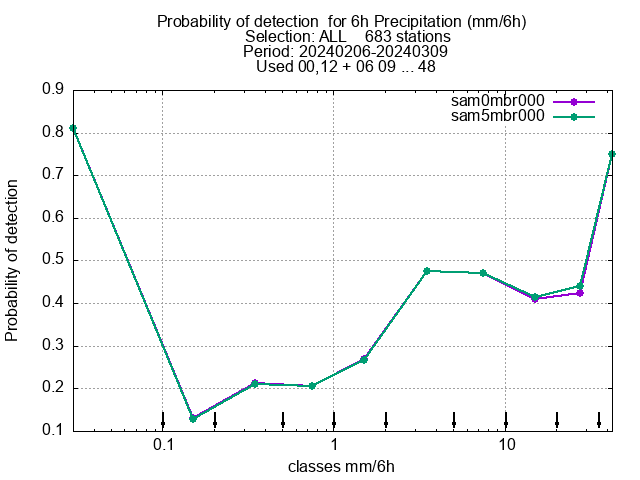 Probability of detection  for 6h Precipitation (mm/6h)
Selection: ALL    683 stations
Period: 20240206-20240309
Used 00,12 + 06 09 ... 48
sam0mbr000
sam5mbr000
0.9
0.8
0.7
0.6
0.5
0.4
0.3
0.2
0.1
Probability of detection
0.1 1 10
classes mm/6h